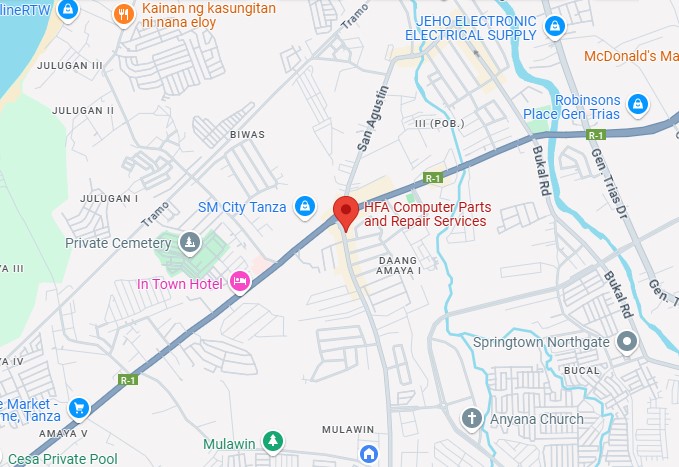 lineRTW
Kainan ng kasungitan
ni nana eloy
Tramo
JEHO ELECTRONIC
ELECTRICAL SUPPLY
McDonald's Ma
JULUGAN III
JULUGAN II
Robinsons
Place Gen Trias
San Agustin
III (POB.)
BIWAS
R-1
Bukal Rd
Gen. Trias Dr
R-1
JULUGAN I
Tramo
SM City Tanza
HFA Computer Parts
and Repair Services
Private Cemetery
DAANG
AMAYA I
AYA III
In Town Hotel
Bukal Rd
Gen. T
Springtown Northgate
AYA IV
R-1
BUCAL
e Market -
me, Tanza
Anyana Church
AMAYA V
MULAWIN
Mulawin
Cesa Private Pool